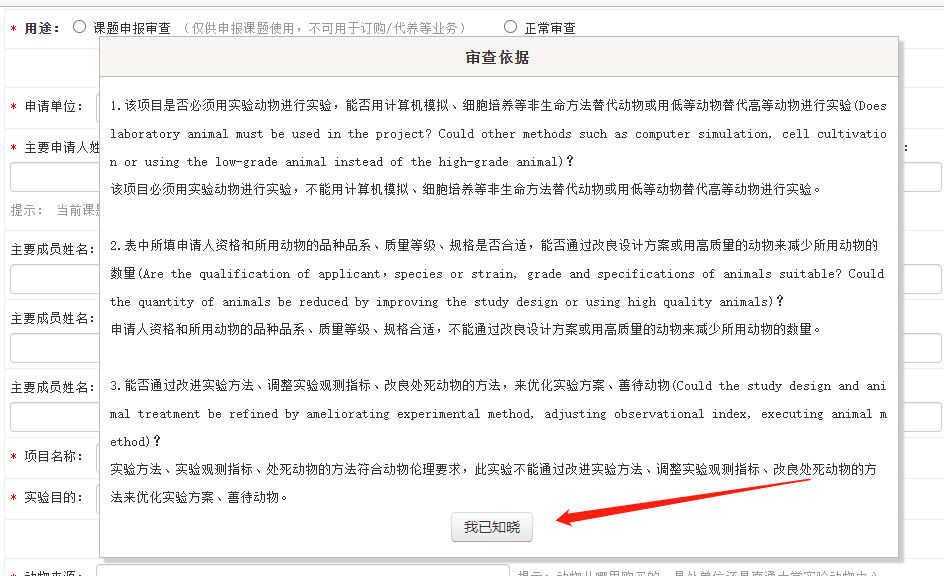 * 用途： 课题申报审查 （仅供申报课题使用，不可用于订购/代养等业务） 正常审查
审查依据
* 申请单位：
1.该项目是否必须用实验动物进行实验，能否用计算机模拟、细胞培养等非生命方法替代动物或用低等动物替代高等动物进行实验(Does
laboratory animal must be used in the project? Could other methods such as computer simulation, cell cultivatio
* 主要申请人姓
n or using the low-grade animal instead of the high-grade animal)？
该项目必须用实验动物进行实验，不能用计算机模拟、细胞培养等非生命方法替代动物或用低等动物替代高等动物进行实验。
提示： 当前课
主要成员姓名：
2.表中所填申请人资格和所用动物的品种品系、质量等级、规格是否合适，能否通过改良设计方案或用高质量的动物来减少所用动物的
数量(Are the qualification of applicant，species or strain, grade and specifications of animals suitable? Could
the quantity of animals be reduced by improving the study design or using high quality animals)？
主要成员姓名：
申请人资格和所用动物的品种品系、质量等级、规格合适，不能通过改良设计方案或用高质量的动物来减少所用动物的数量。
主要成员姓名：
3.能否通过改进实验方法、调整实验观测指标、改良处死动物的方法，来优化实验方案、善待动物(Could the study design and ani
mal treatment be refined by ameliorating experimental method, adjusting observational index, executing animal m
ethod)？
* 项目名称：
实验方法、实验观测指标、处死动物的方法符合动物伦理要求，此实验不能通过改进实验方法、调整实验观测指标、改良处死动物的方
* 实验目的：
法来优化实验方案、善待动物。
我已知晓